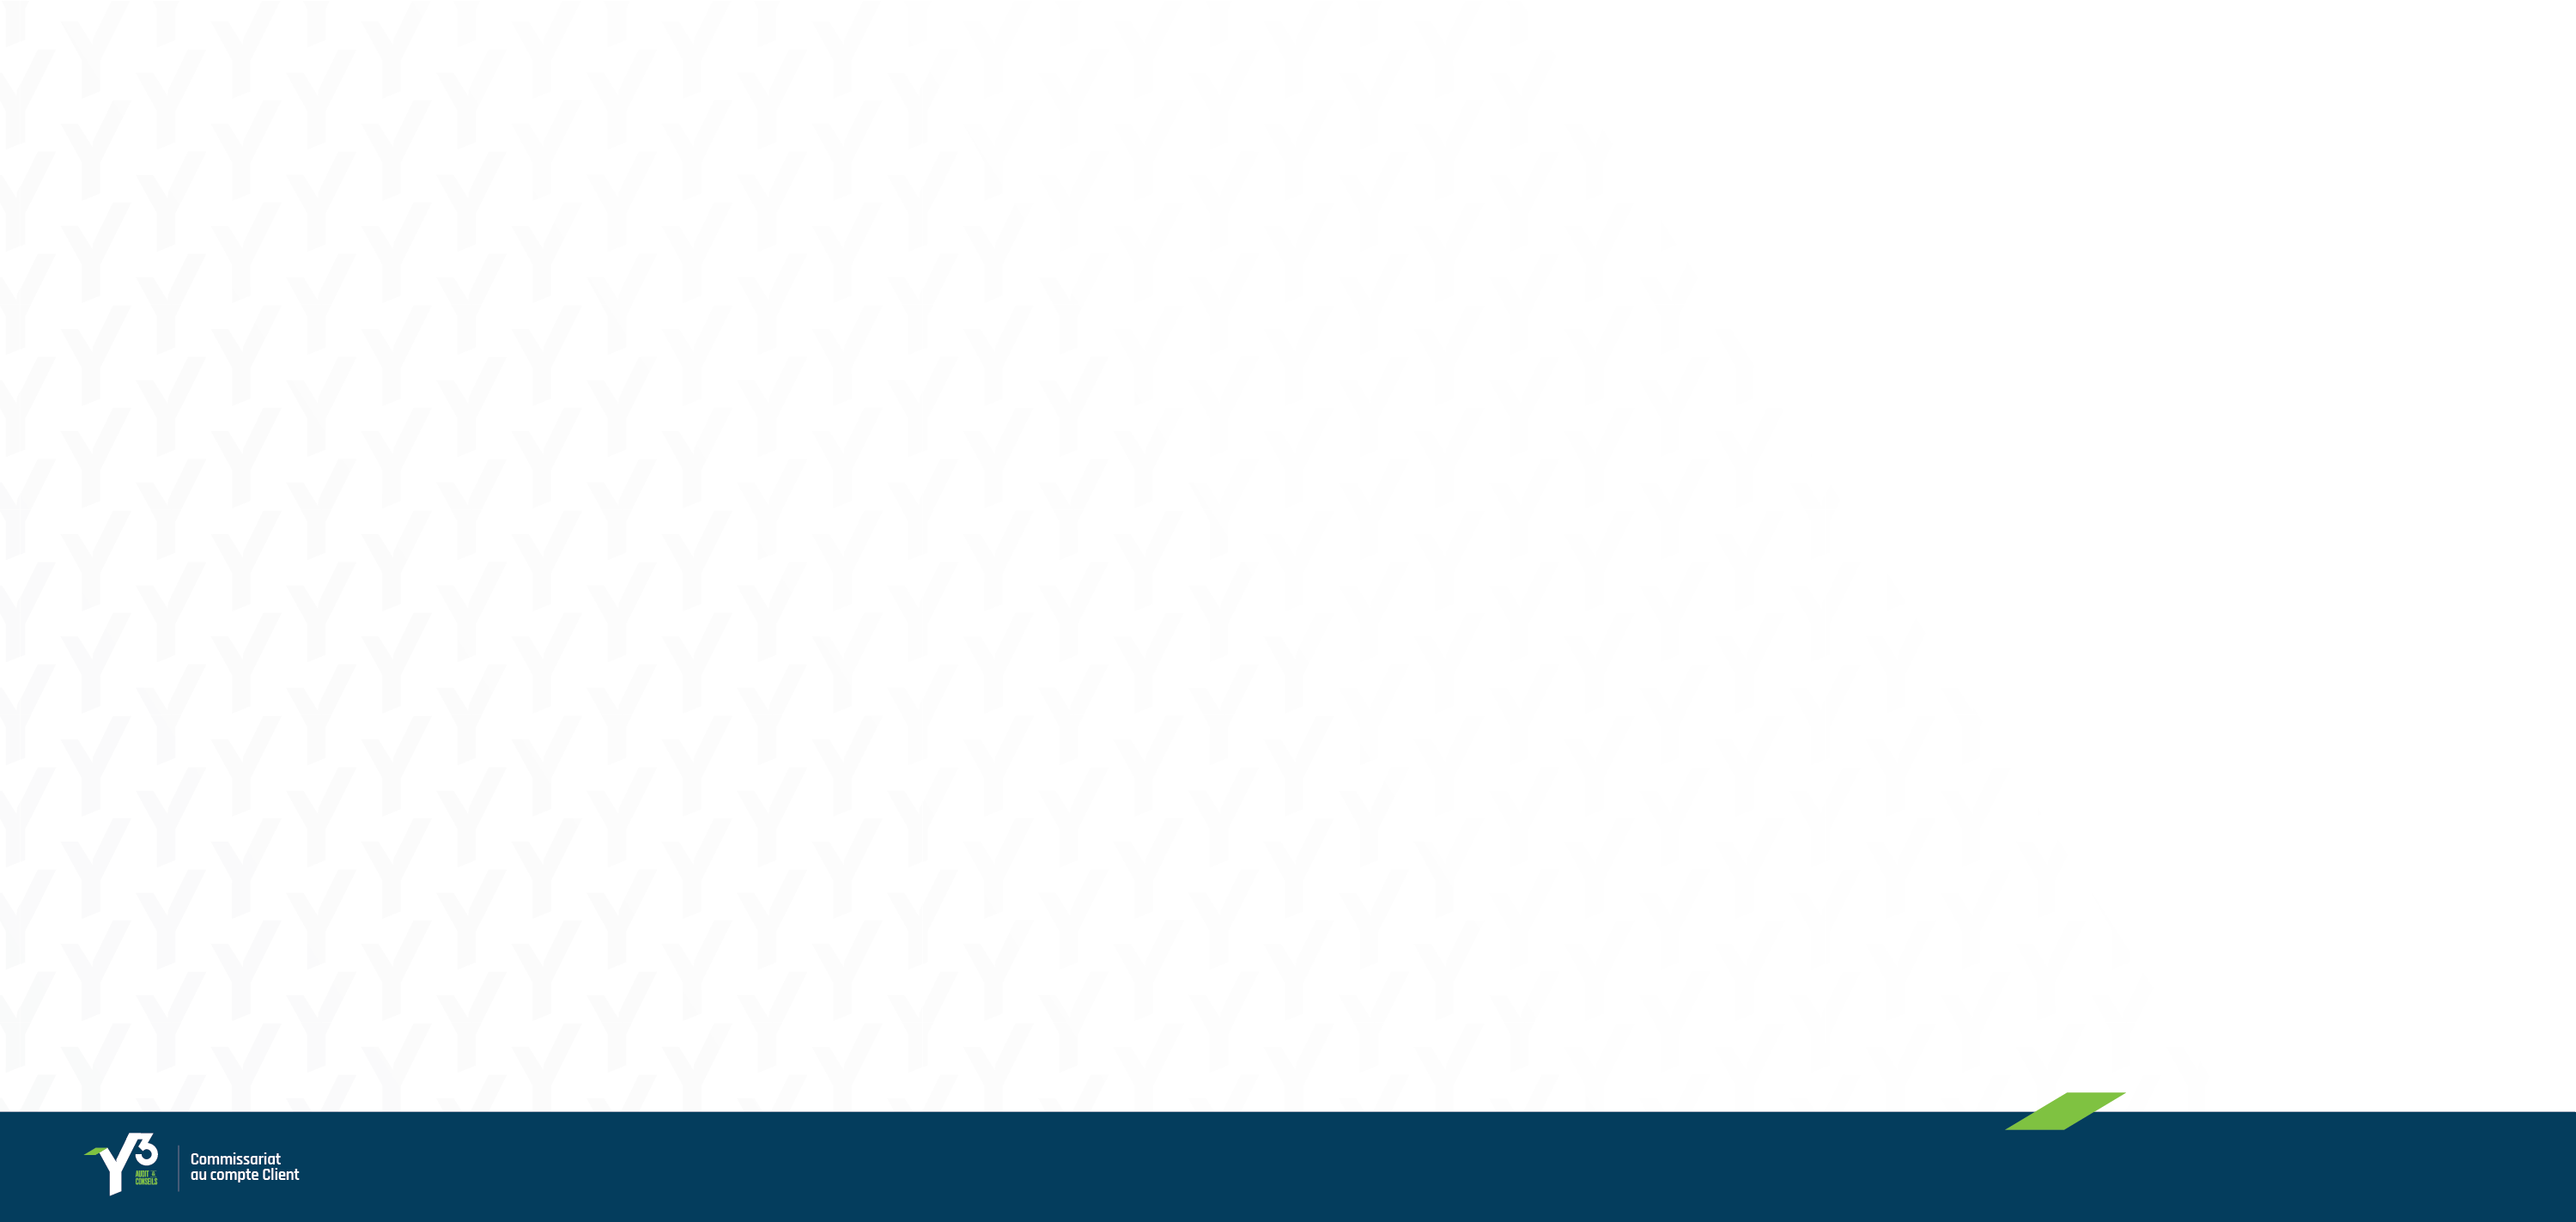 Y3
AUDIT &
CONSEILS
Commissariat
au compte Client